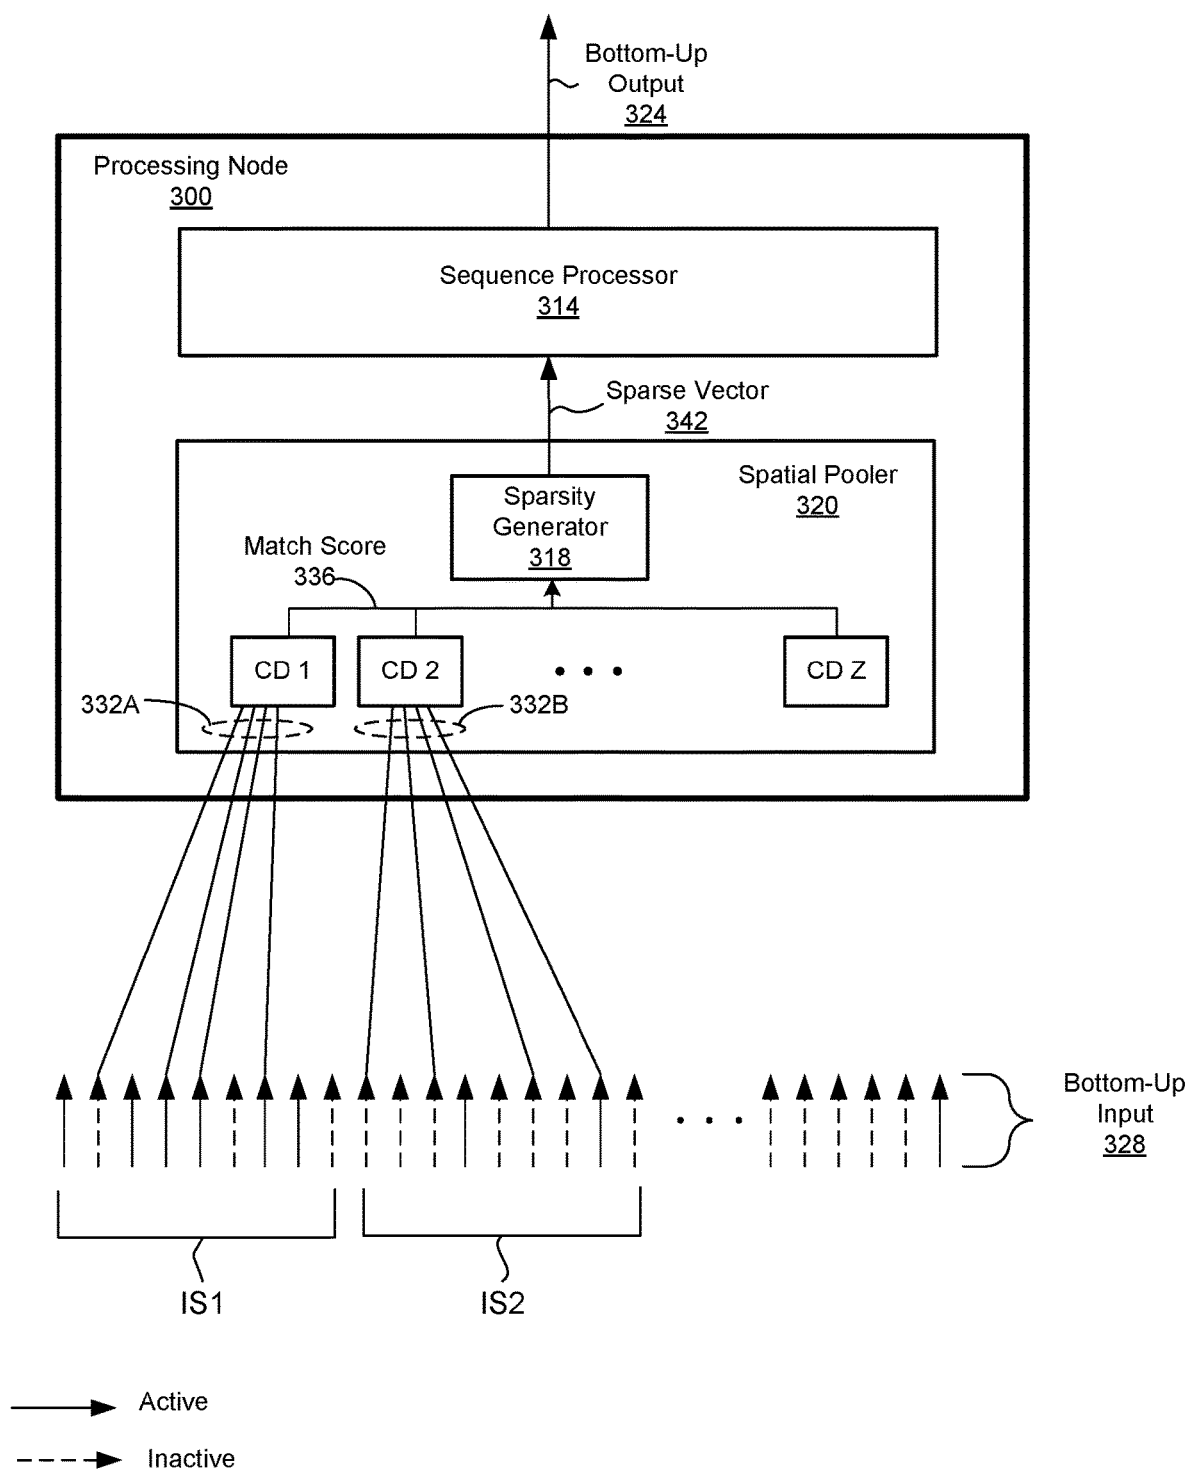 Bottom-Up
Output
324
Processing Node
300
Sequence Processor
314
Sparse Vector
342
Spatial Pooler
320
Sparsity
Generator
318
Match Score
336
CD 1
CD 2
CD Z
332A
332B
Bottom-Up
Input
328
IS1
IS2
Active
Inactive